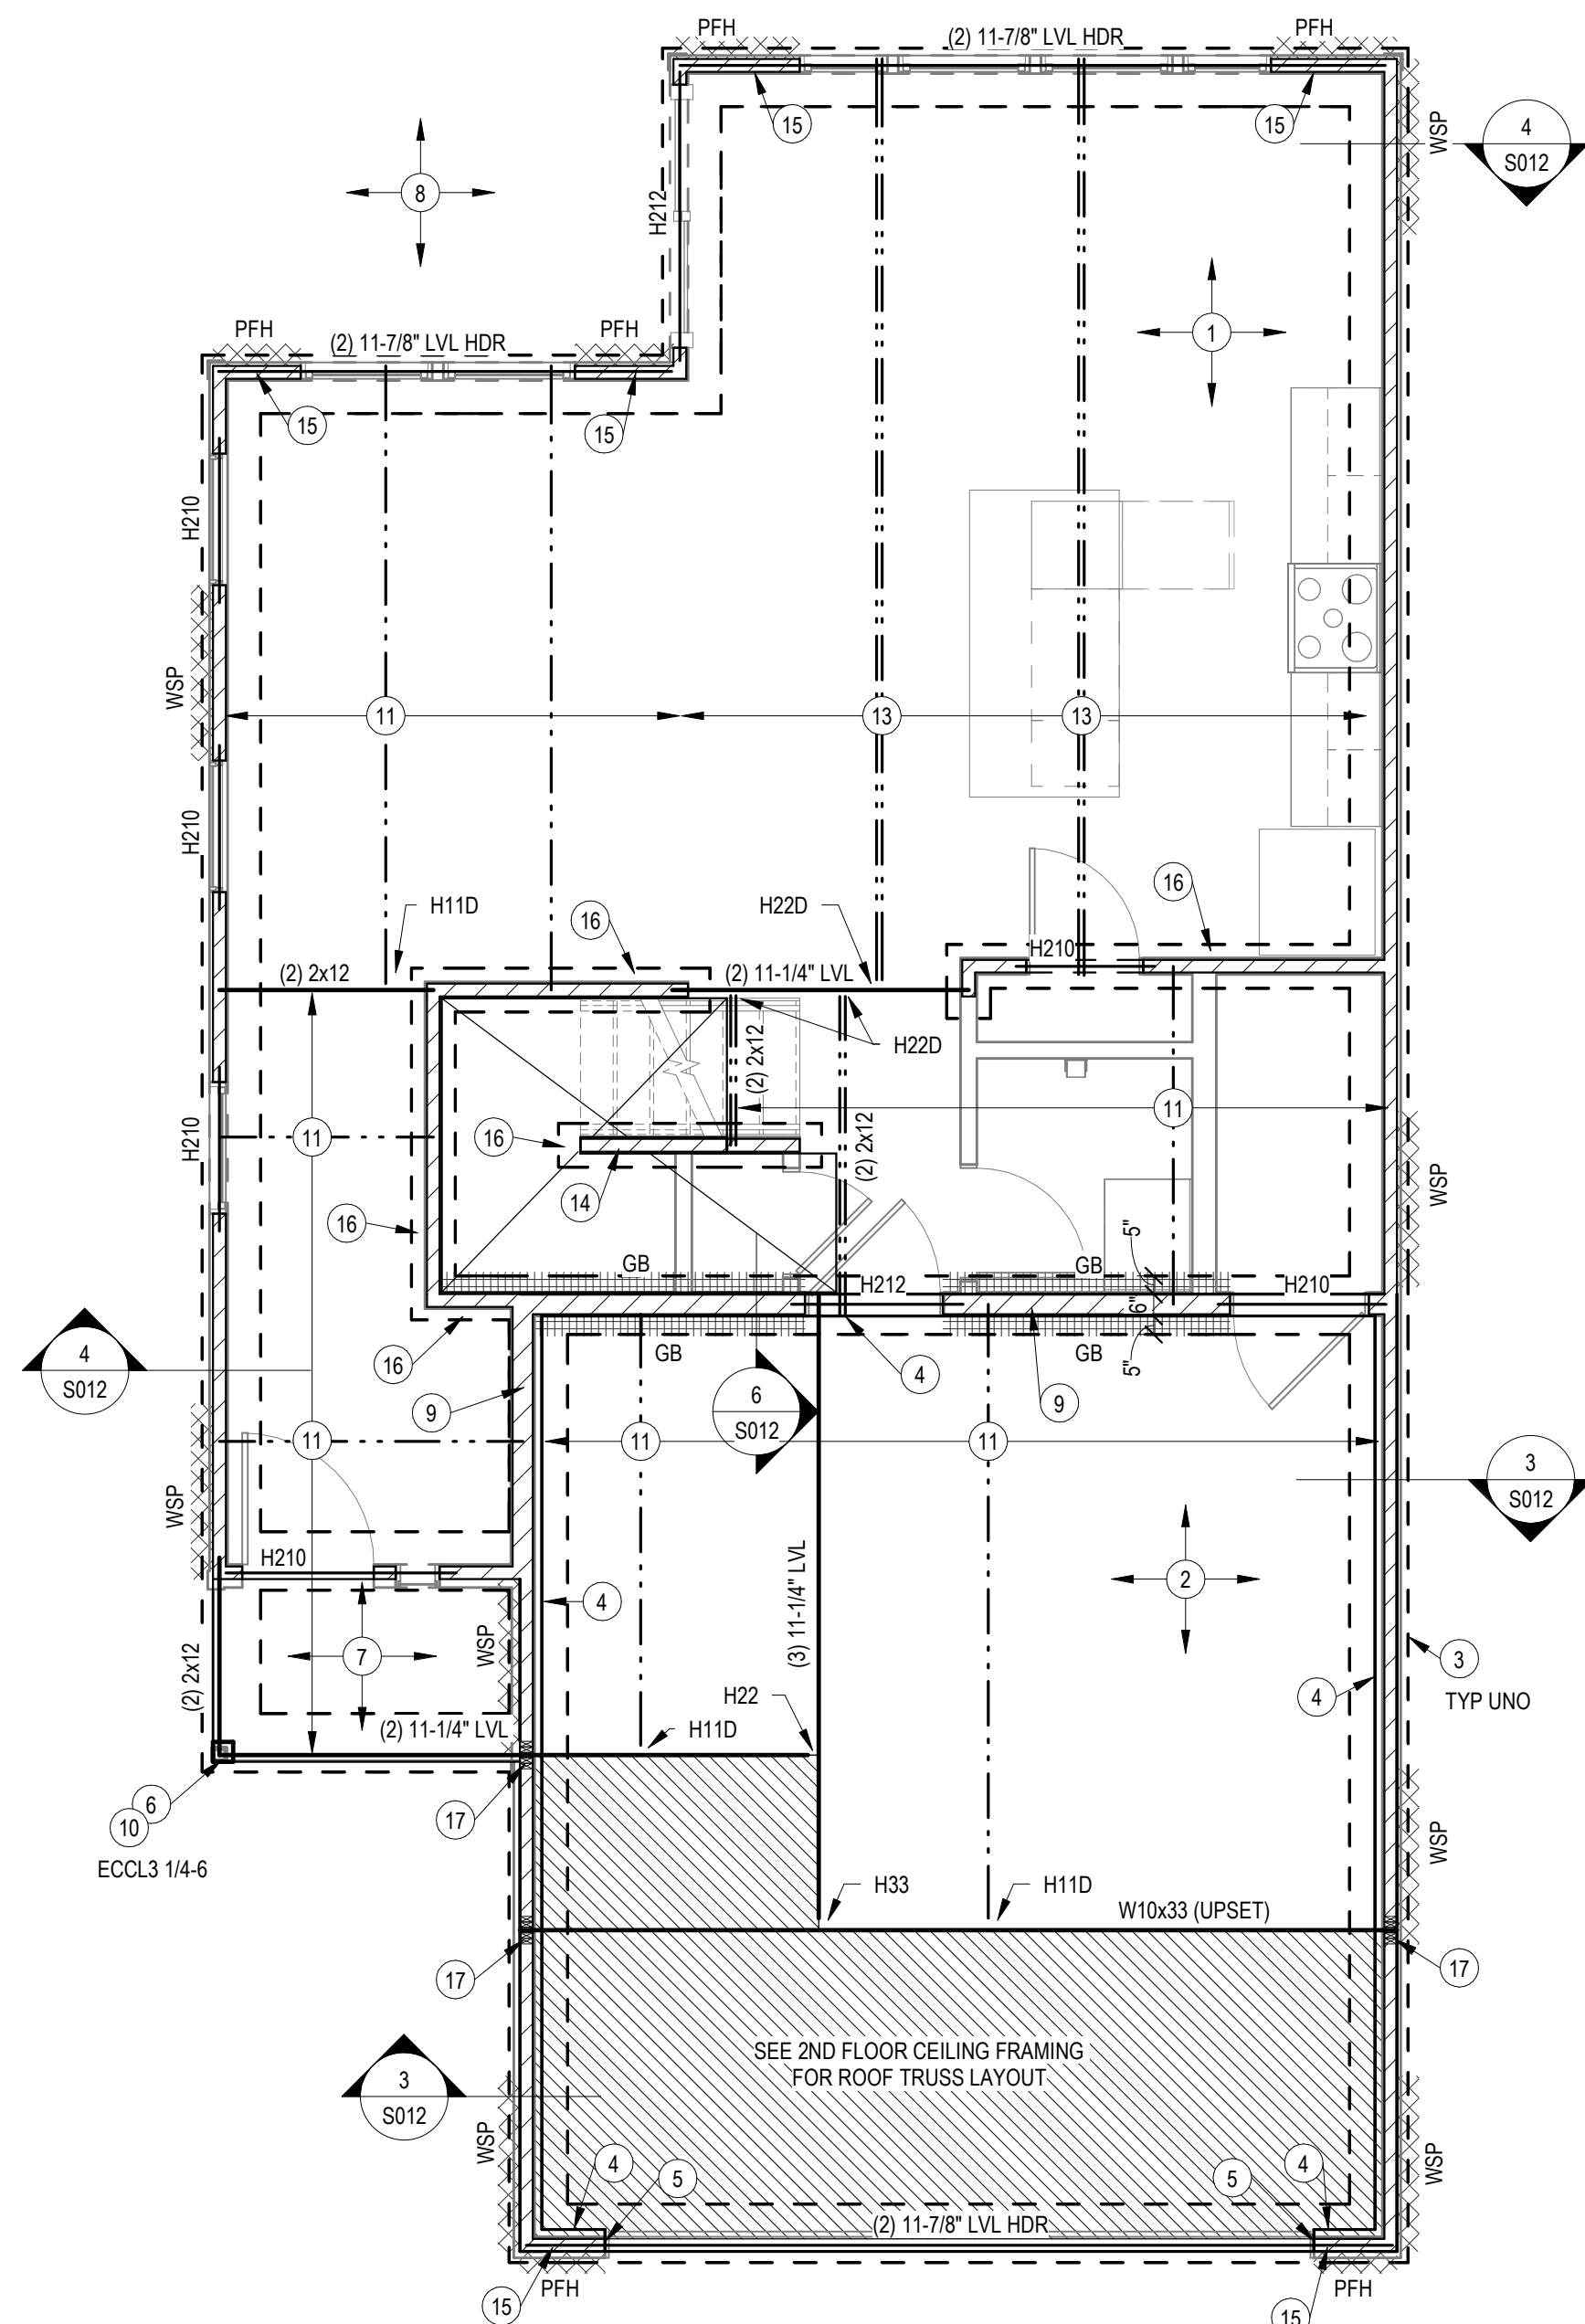 PFH
(2) 11-7/8" LVL HDR
PFH
15
15
WSP
4
S012
8
H212
1
PFH
(2) 11-7/8" LVL HDR
PFH
15
15
H210
WSP
11
13
13
H210
16
H11D
16
H22D
H210
(2) 2x12
(2) 11-1/4" LVL
H22D
(2) 2x12
11
11
H210
16
(2) 2x12
WSP
14
16
5"
GB
GB
H212
H210
6"
GB
GB
5"
16
4
S012
9
4
6
S012
9
11
11
11
3
S012
WSP
H210
(3) 11-1/4" LVL
2
4
WSP
7
3
TYP UNO
(2) 2x12
4
H22
(2) 11-1/4" LVL
H11D
6
10
17
WSP
ECCL3 1/4-6
H33
H11D
W10x33 (UPSET)
17
17
SEE 2ND FLOOR CEILING FRAMING
FOR ROOF TRUSS LAYOUT
3
S012
WSP
WSP
4
5
5
4
(2) 11-7/8" LVL HDR
PFH
PFH
15
15